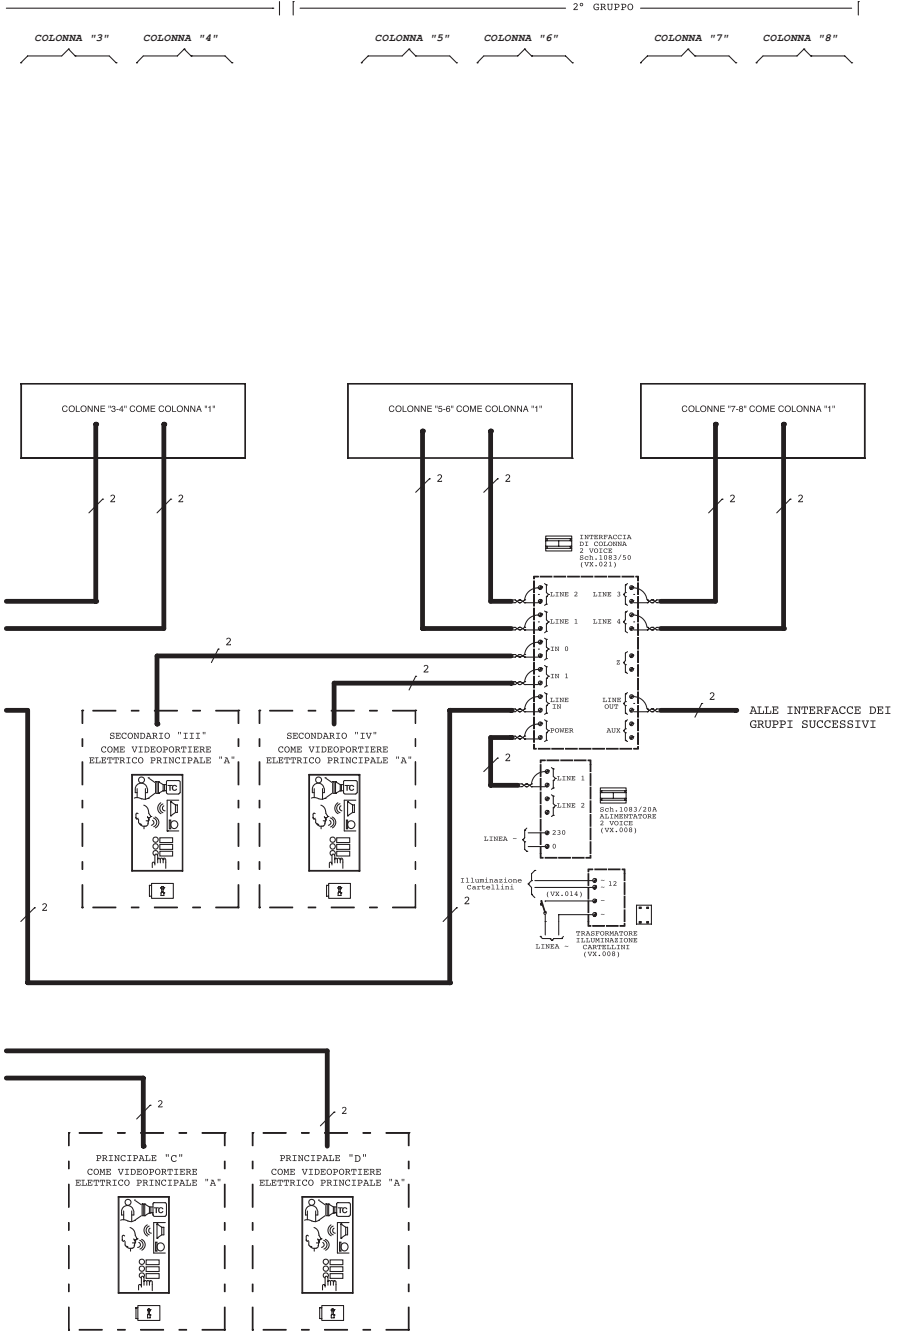 2° GRUPPO
COLONNA "3" COLONNA "4" COLONNA "5" COLONNA "6" COLONNA "7" COLONNA "8"
COLONNE "3-4" COME COLONNA "1" COLONNE "5-6" COME COLONNA "1" COLONNE "7-8" COME COLONNA "1"
2 2 2 2 2 2
INTERFACCIA
DI COLONNA
2 VOICE
Sch.1083/50
(VX.021)
LINE 2 LINE 3
LINE 1 LINE 4
2 IN 0
Z
2 IN 1
LINE
IN
LINE
OUT
2
ALLE INTERFACCE DEI
GRUPPI SUCCESSIVI
POWER AUX
2
SECONDARIO "III"
COME VIDEOPORTIERE
ELETTRICO PRINCIPALE "A"
TC
SECONDARIO "IV"
COME VIDEOPORTIERE
ELETTRICO PRINCIPALE "A"
TC
LINE 1
LINE 2
LINEA ~
230
0
Sch.1083/20A
ALIMENTATORE
2 VOICE
(VX.008)
Illuminazione
Cartellini
(VX.014)
~
~ 12
~
~
LINEA ~
TRASFORMATORE
ILLUMINAZIONE
CARTELLINI
(VX.008)
2 2
2 2
PRINCIPALE "C"
COME VIDEOPORTIERE
ELETTRICO PRINCIPALE "A"
TC
PRINCIPALE "D"
COME VIDEOPORTIERE
ELETTRICO PRINCIPALE "A"
TC